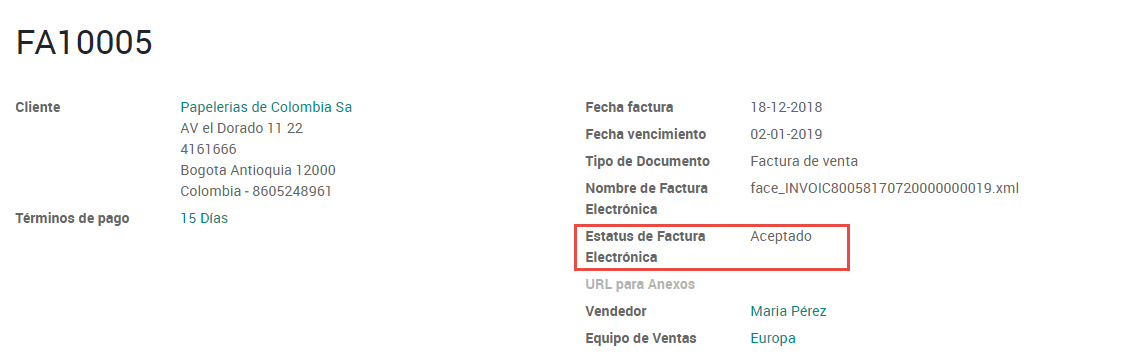 FA10005
Cliente
Papelerias de Colombia Sa
AV el Dorado 11 22
4161666
Bogota Antioquia 12000
Colombia - 8605248961
Términos de pago
15 Días
Fecha factura
18-12-2018
Fecha vencimiento
02-01-2019
Tipo de Documento
Factura de venta
Nombre de Factura
Electrónica
face_INVOIC80058170720000000019.xml
Estatus de Factura
Electrónica
Aceptado
URL para Anexos
Vendedor
Maria Pérez
Equipo de Ventas
Europa